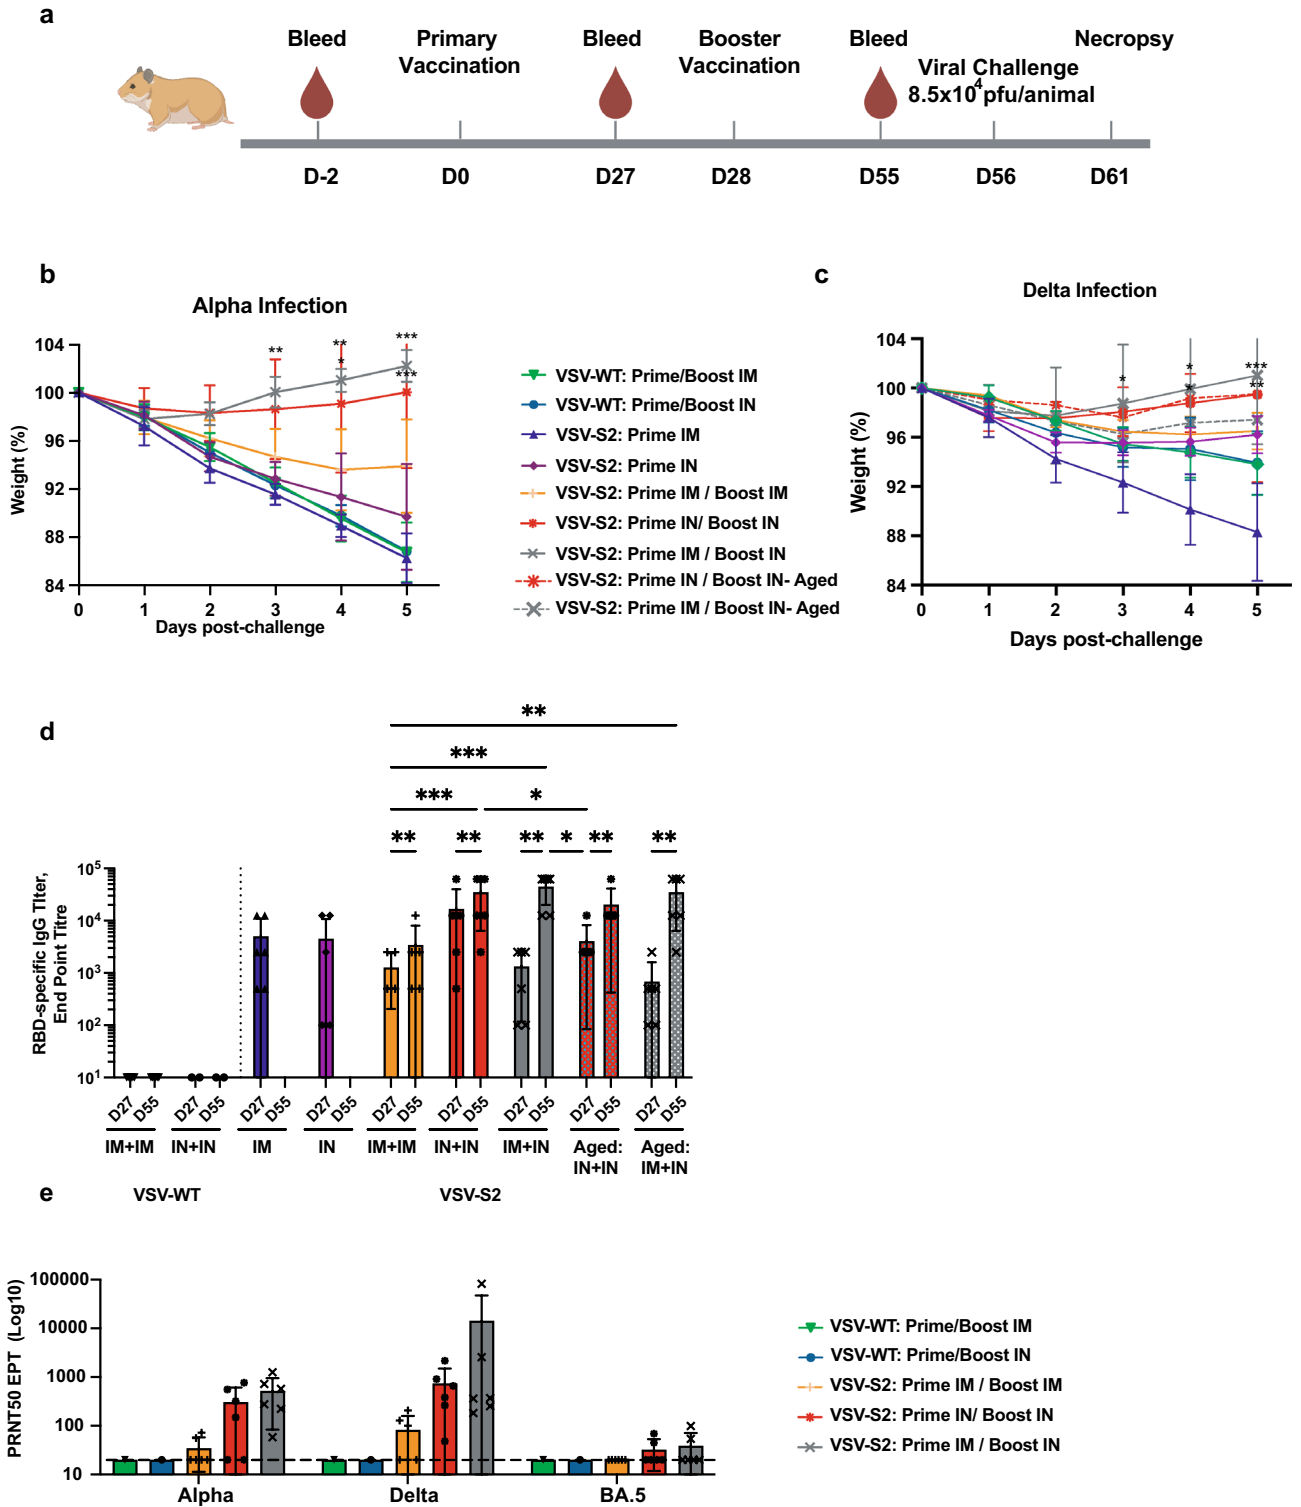 a
Bleed
Primary
Vaccination
Bleed
Booster
Vaccination
Bleed
Viral Challenge
8.5x10⁴pfu/animal
Necropsy
D-2
D0
D27
D28
D55
D56
D61
b
Alpha Infection
Weight (%)
104
100
96
92
88
84
0
1
2
3
4
5
Days post-challenge
**
**
*
***
***
VSV-WT: Prime/Boost IM
VSV-WT: Prime/Boost IN
VSV-S2: Prime IM
VSV-S2: Prime IN
VSV-S2: Prime IM / Boost IM
VSV-S2: Prime IN/ Boost IN
VSV-S2: Prime IM / Boost IN
VSV-S2: Prime IN / Boost IN- Aged
VSV-S2: Prime IM / Boost IN- Aged
c
Delta Infection
Weight (%)
104
100
96
92
88
84
0
1
2
3
4
5
Days post-challenge
*
*
*
***
**
d
**
***
***
*
**
**
**
*
**
**
RBD-specific IgG TIter,
End Point Titre
10⁵
10⁴
10³
10²
10¹
D27 D55
D27 D55
D27 D55
D27 D55
D27 D55
D27 D55
D27 D55
D27 D55
D27 D55
IM+IM
IN+IN
IM
IN
IM+IM
IN+IN
IM+IN
Aged:
IN+IN
Aged:
IM+IN
VSV-WT
VSV-S2
e
PRNT50 EPT (Log10)
100000
10000
1000
100
10
Alpha
Delta
BA.5
VSV-WT: Prime/Boost IM
VSV-WT: Prime/Boost IN
VSV-S2: Prime IM / Boost IM
VSV-S2: Prime IN/ Boost IN
VSV-S2: Prime IM / Boost IN